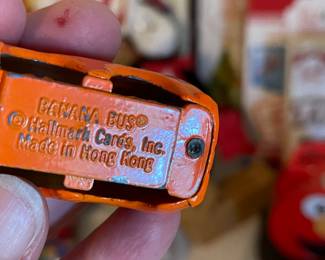 BANANA BUS®
© Hallmark Cards, Inc.
Made in Hong Kong